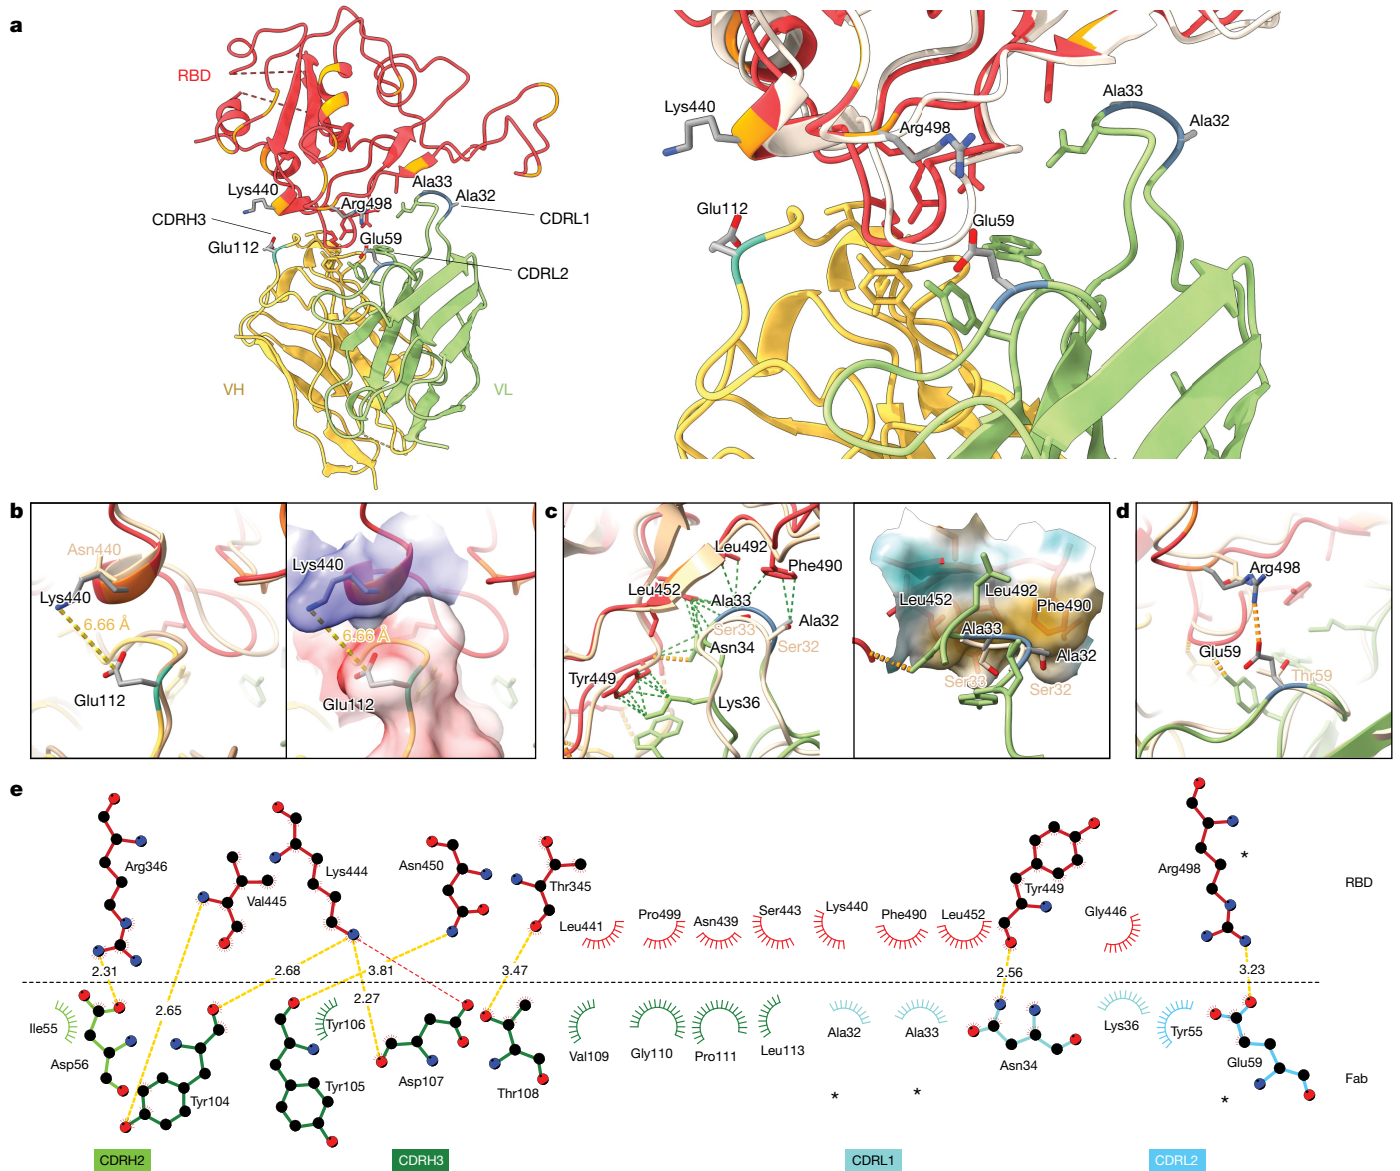 a
RBD
Lys440
CDRH3
Glu112
Arg498
Ala33
Ala32
CDRL1
Glu59
CDRL2
VH
VL
Lys440
Arg498
Ala33
Ala32
Glu112
Glu59
b
Asn440
Lys440
6.66 Å
Glu112
Lys440
6.66 Å
Glu112
c
Leu492
Phe490
Leu452
Ala33
Ser33
Ala32
Ser32
Asn34
Tyr449
Lys36
Leu452
Leu492
Phe490
Ala33
Ala32
Ser33
Ser32
d
Arg498
Glu59
Thr59
e
Arg346
Val445
Lys444
Asn450
Thr345
Leu441
Pro499
Asn439
Ser443
Lys440
Phe490
Leu452
Tyr449
Gly446
Arg498
*
RBD
2.31
2.65
2.68
3.81
2.27
3.47
2.56
3.23
Ile55
Asp56
Tyr104
Tyr106
Tyr105
Asp107
Thr108
Val109
Gly110
Pro111
Leu113
Ala32
*
Ala33
*
Asn34
Lys36
Tyr55
Glu59
*
Fab
CDRH2
CDRH3
CDRL1
CDRL2